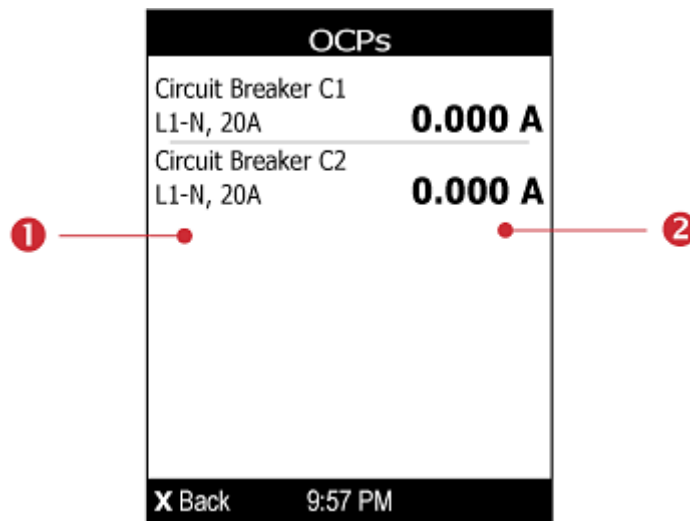 OCPs
Circuit Breaker C1
L1-N, 20A 0.000 A
Circuit Breaker C2
L1-N, 20A 0.000 A
1 2
X Back 9:57 PM